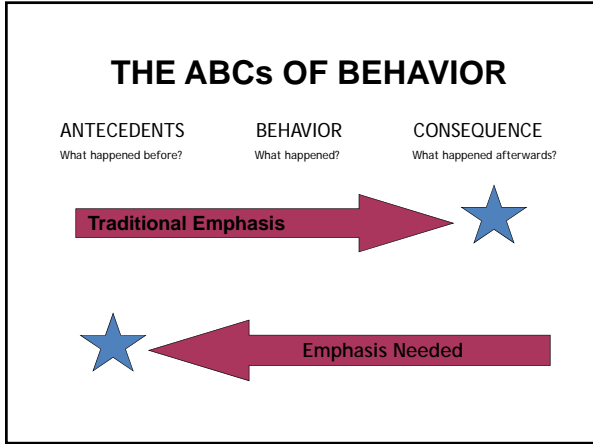 THE ABCs OF BEHAVIOR
ANTECEDENTS BEHAVIOR CONSEQUENCE
What happened before? What happened? What happened afterwards?
Traditional Emphasis
Emphasis Needed